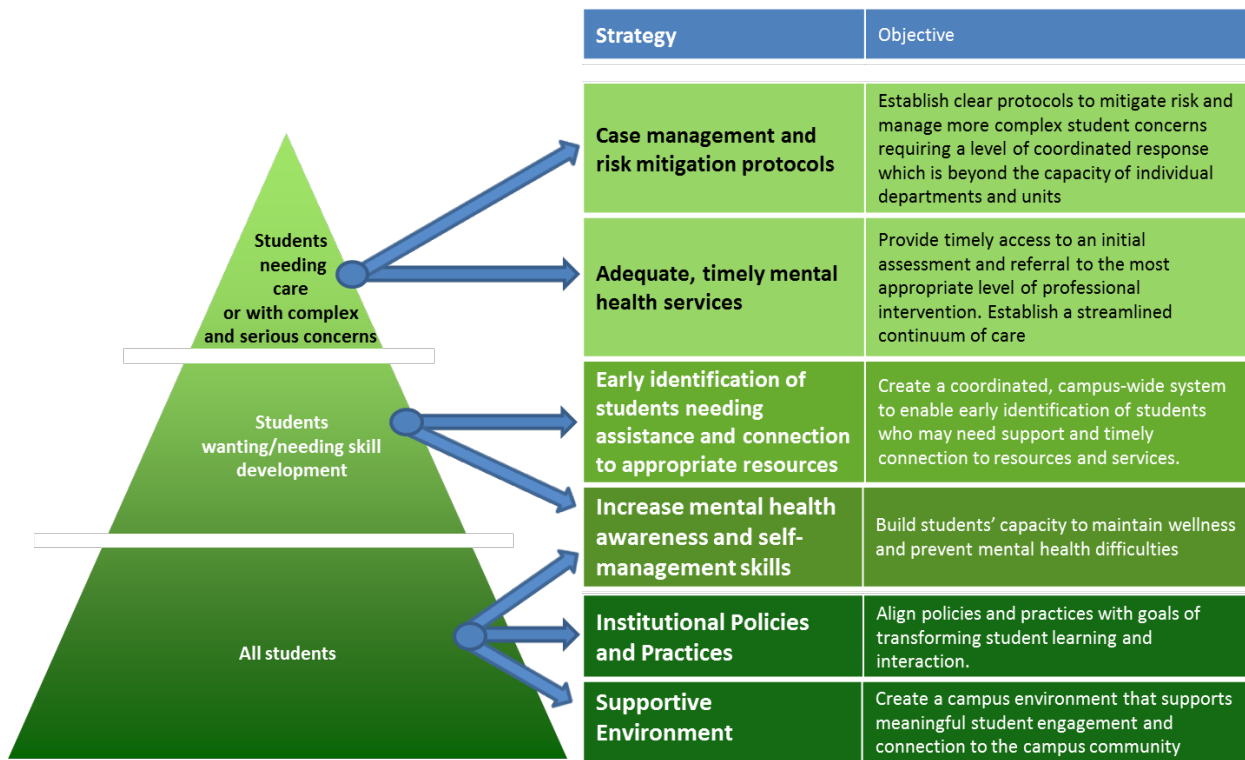 Strategy
Objective
Case management and
risk mitigation protocols
Establish clear protocols to mitigate risk and
manage more complex student concerns
requiring a level of coordinated response
which is beyond the capacity of individual
departments and units
Students
needing
care
or with complex
and serious concerns
Adequate, timely mental
health services
Provide timely access to an initial
assessment and referral to the most
appropriate level of professional
intervention. Establish a streamlined
continuum of care
Students
wanting/needing skill
development
Early identification of
students needing
assistance and connection
to appropriate resources
Create a coordinated, campus-wide system
to enable early identification of students
who may need support and timely
connection to resources and services.
Increase mental health
awareness and self-
management skills
Build students’ capacity to maintain wellness
and prevent mental health difficulties
All students
Institutional Policies
and Practices
Align policies and practices with goals of
transforming student learning and
interaction.
Supportive
Environment
Create a campus environment that supports
meaningful student engagement and
connection to the campus community